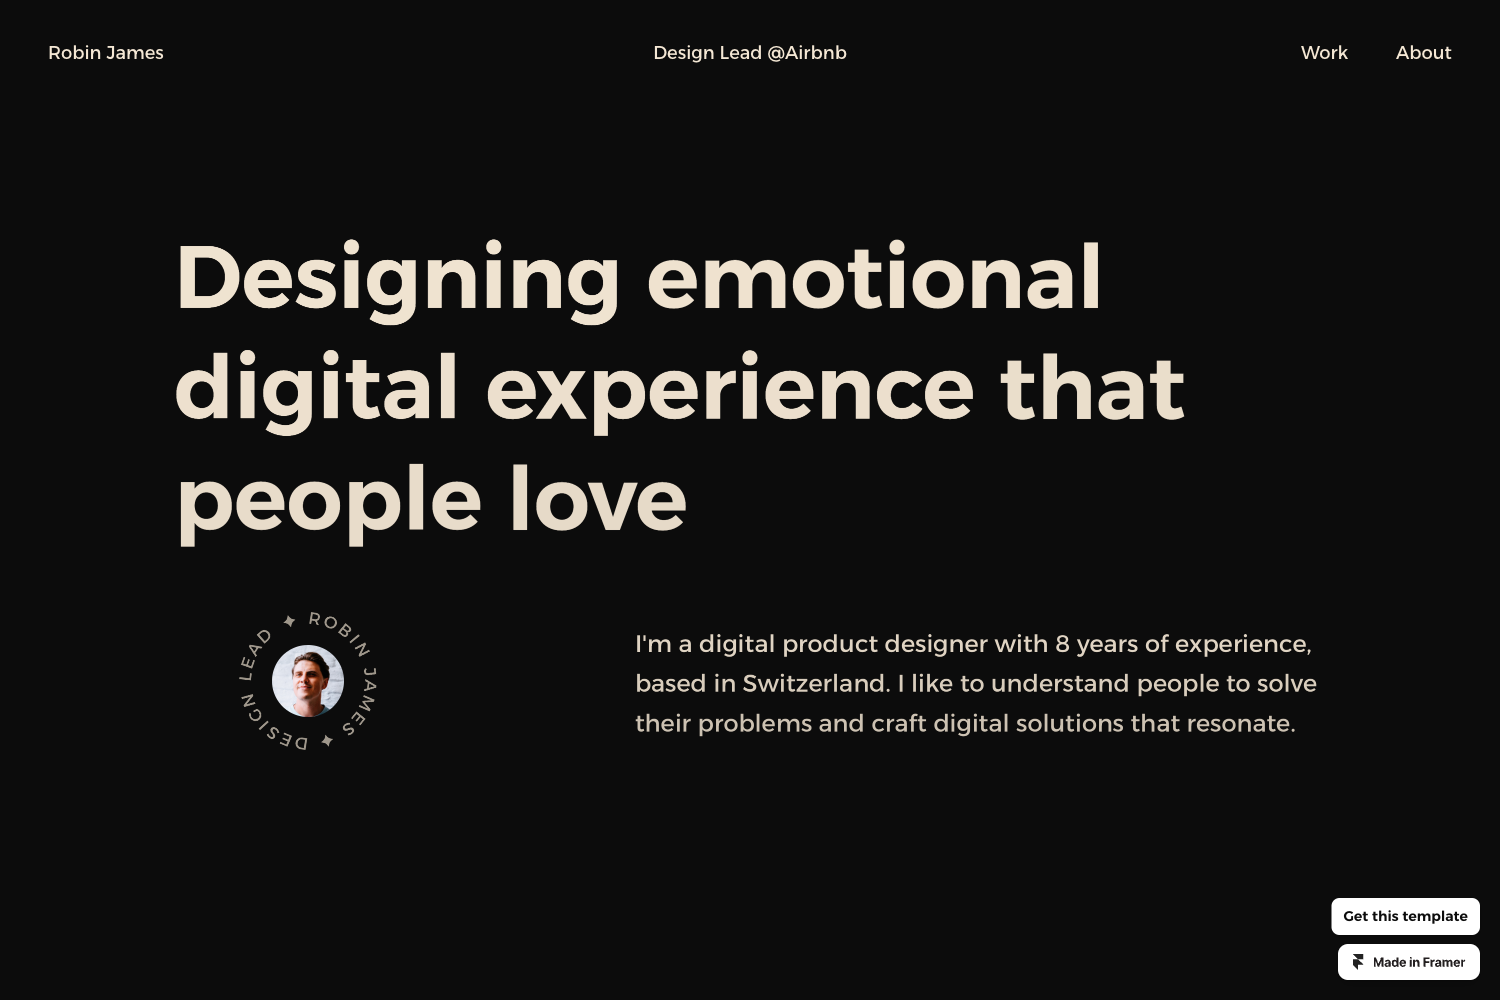 Robin James
Design Lead @Airbnb
Work
About
Designing emotional
digital experience that
people love
✦ ROBIN JAMES ✦ DESIGN LEAD
I'm a digital product designer with 8 years of experience,
based in Switzerland. I like to understand people to solve
their problems and craft digital solutions that resonate.
Get this template
Made in Framer